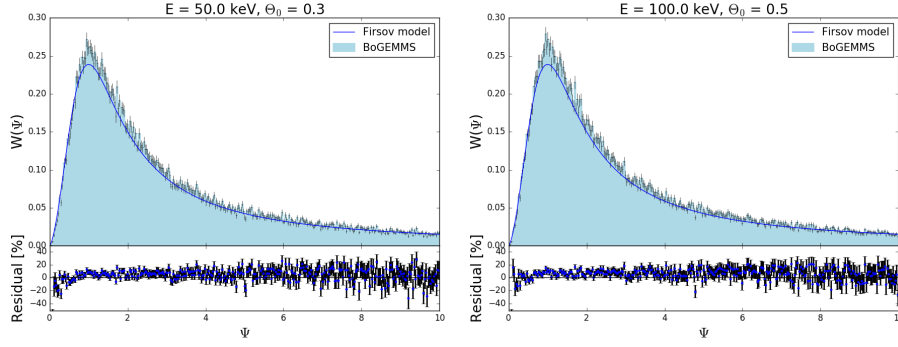 E = 50.0 keV, Θ₀ = 0.3
0.30
0.25
0.20
0.15
0.10
0.05
0.00
W(Ψ)
Firsov model
BoGEMMS
40
20
0
−20
−40
Residual [%]
0 2 4 6 8 10
Ψ
E = 100.0 keV, Θ₀ = 0.5
0.30
0.25
0.20
0.15
0.10
0.05
0.00
W(Ψ)
Firsov model
BoGEMMS
40
20
0
−20
−40
Residual [%]
0 2 4 6 8 10
Ψ